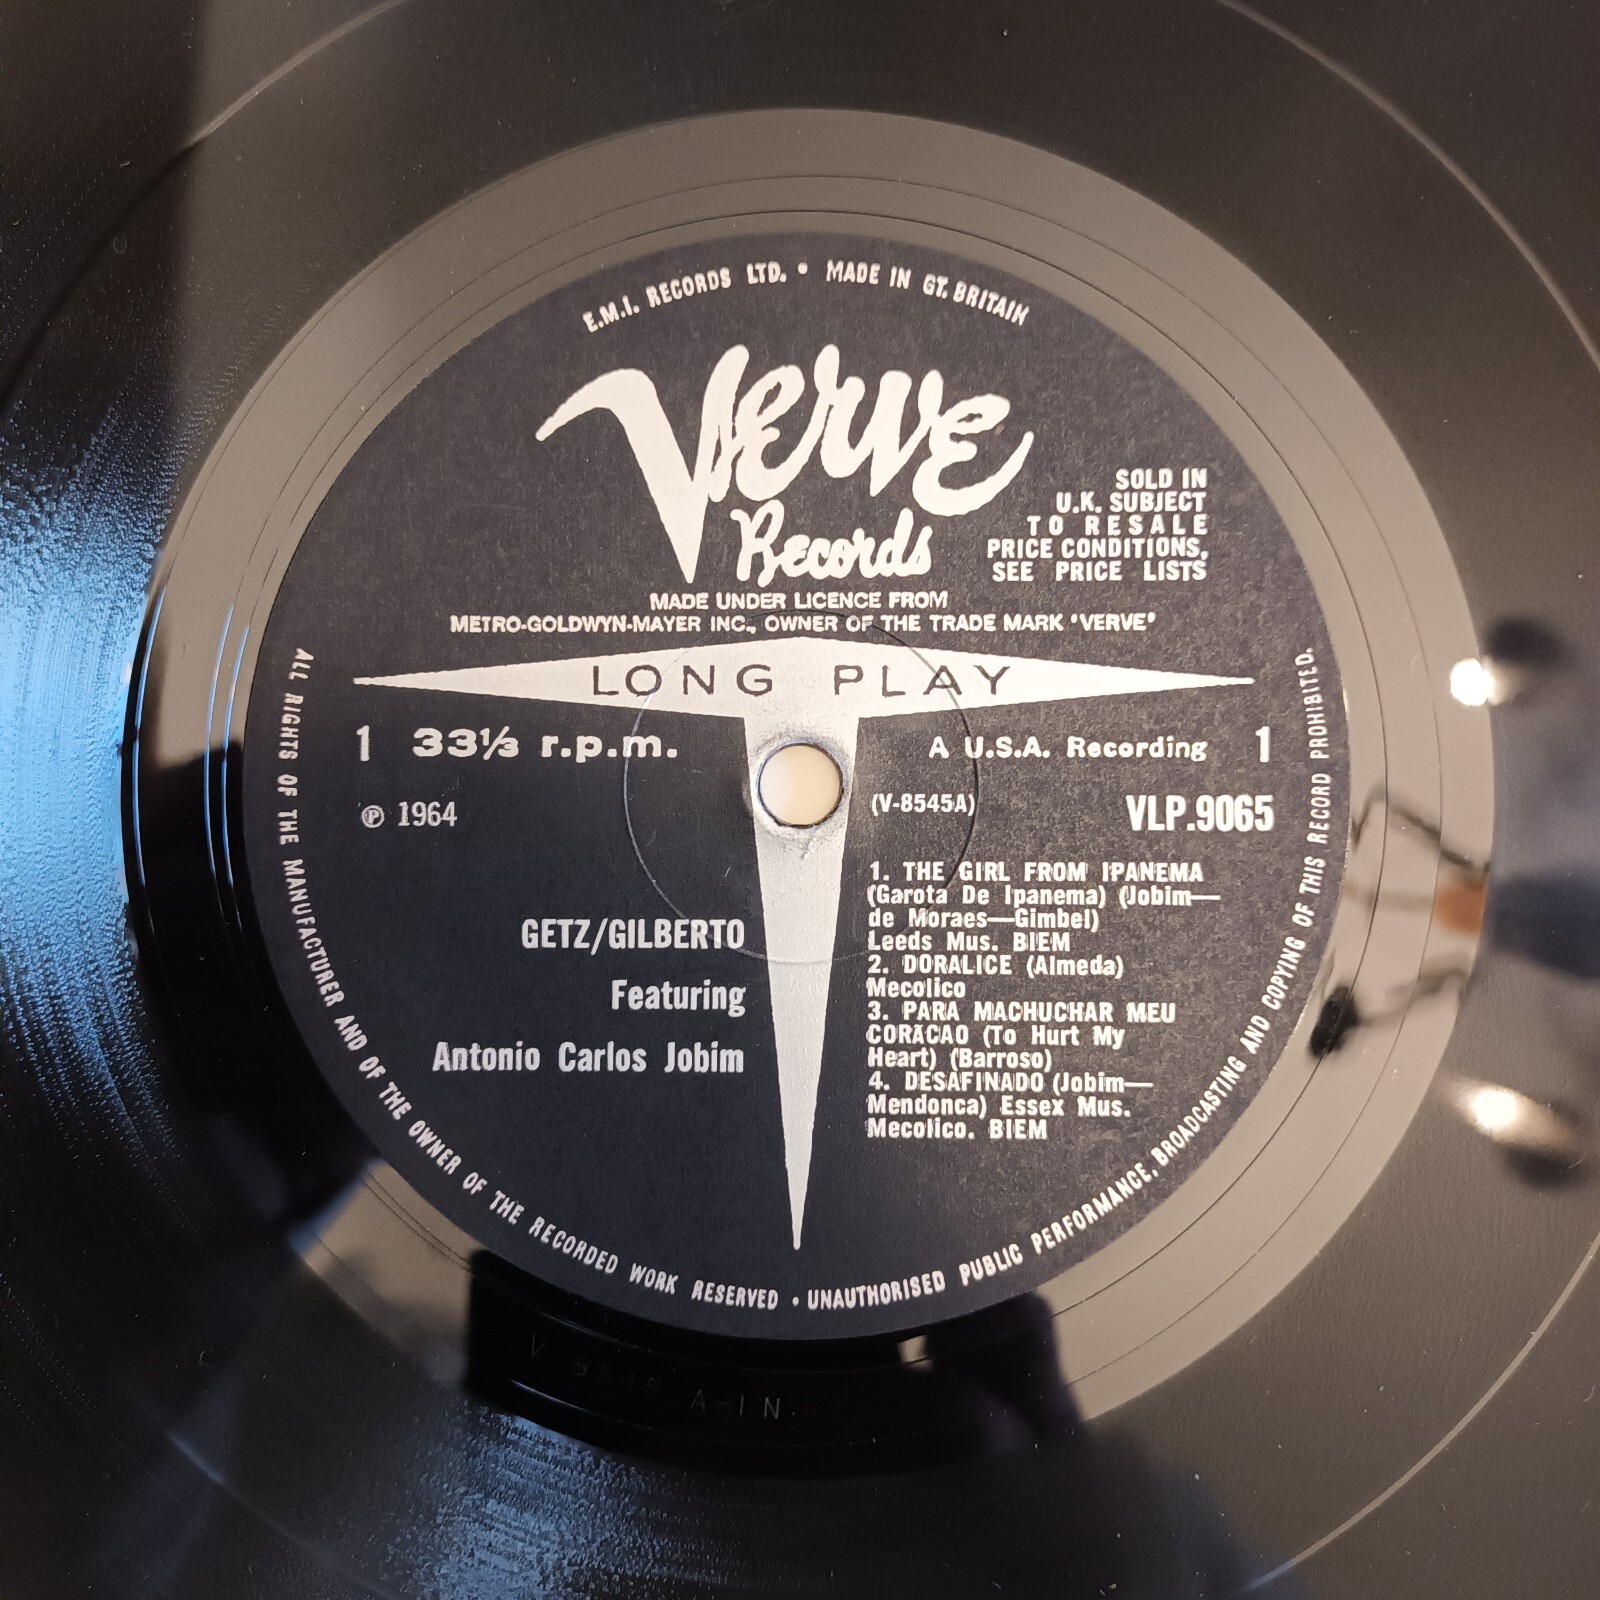 E.M.I. RECORDS LTD. • MADE IN GT. BRITAIN
Verve
Records
SOLD IN
U.K. SUBJECT
TO RESALE
PRICE CONDITIONS,
SEE PRICE LISTS
MADE UNDER LICENCE FROM
METRO-GOLDWYN-MAYER INC., OWNER OF THE TRADE MARK "VERVE"
LONG PLAY
1 33⅓ r.p.m.
A U.S.A. Recording 1
℗ 1964
(V-8545A) VLP.9065
GETZ/GILBERTO
Featuring
Antonio Carlos Jobim
1. THE GIRL FROM IPANEMA
(Garota De Ipanema) (Jobim—
de Moraes—Gimbel)
Leeds Mus. BIEM
2. DORALICE (Almeda)
Mecolico
3. PARA MACHUCHAR MEU
CORĀCAO (To Hurt My
Heart) (Barroso)
4. DESAFINADO (Jobim—
Mendonca) Essex Mus.
Mecolico. BIEM
ALL RIGHTS OF THE MANUFACTURER AND OF THE OWNER OF THE RECORDED WORK RESERVED • UNAUTHORISED PUBLIC PERFORMANCE, BROADCASTING AND COPYING OF THIS RECORD PROHIBITED.
V 8545 A-1N.